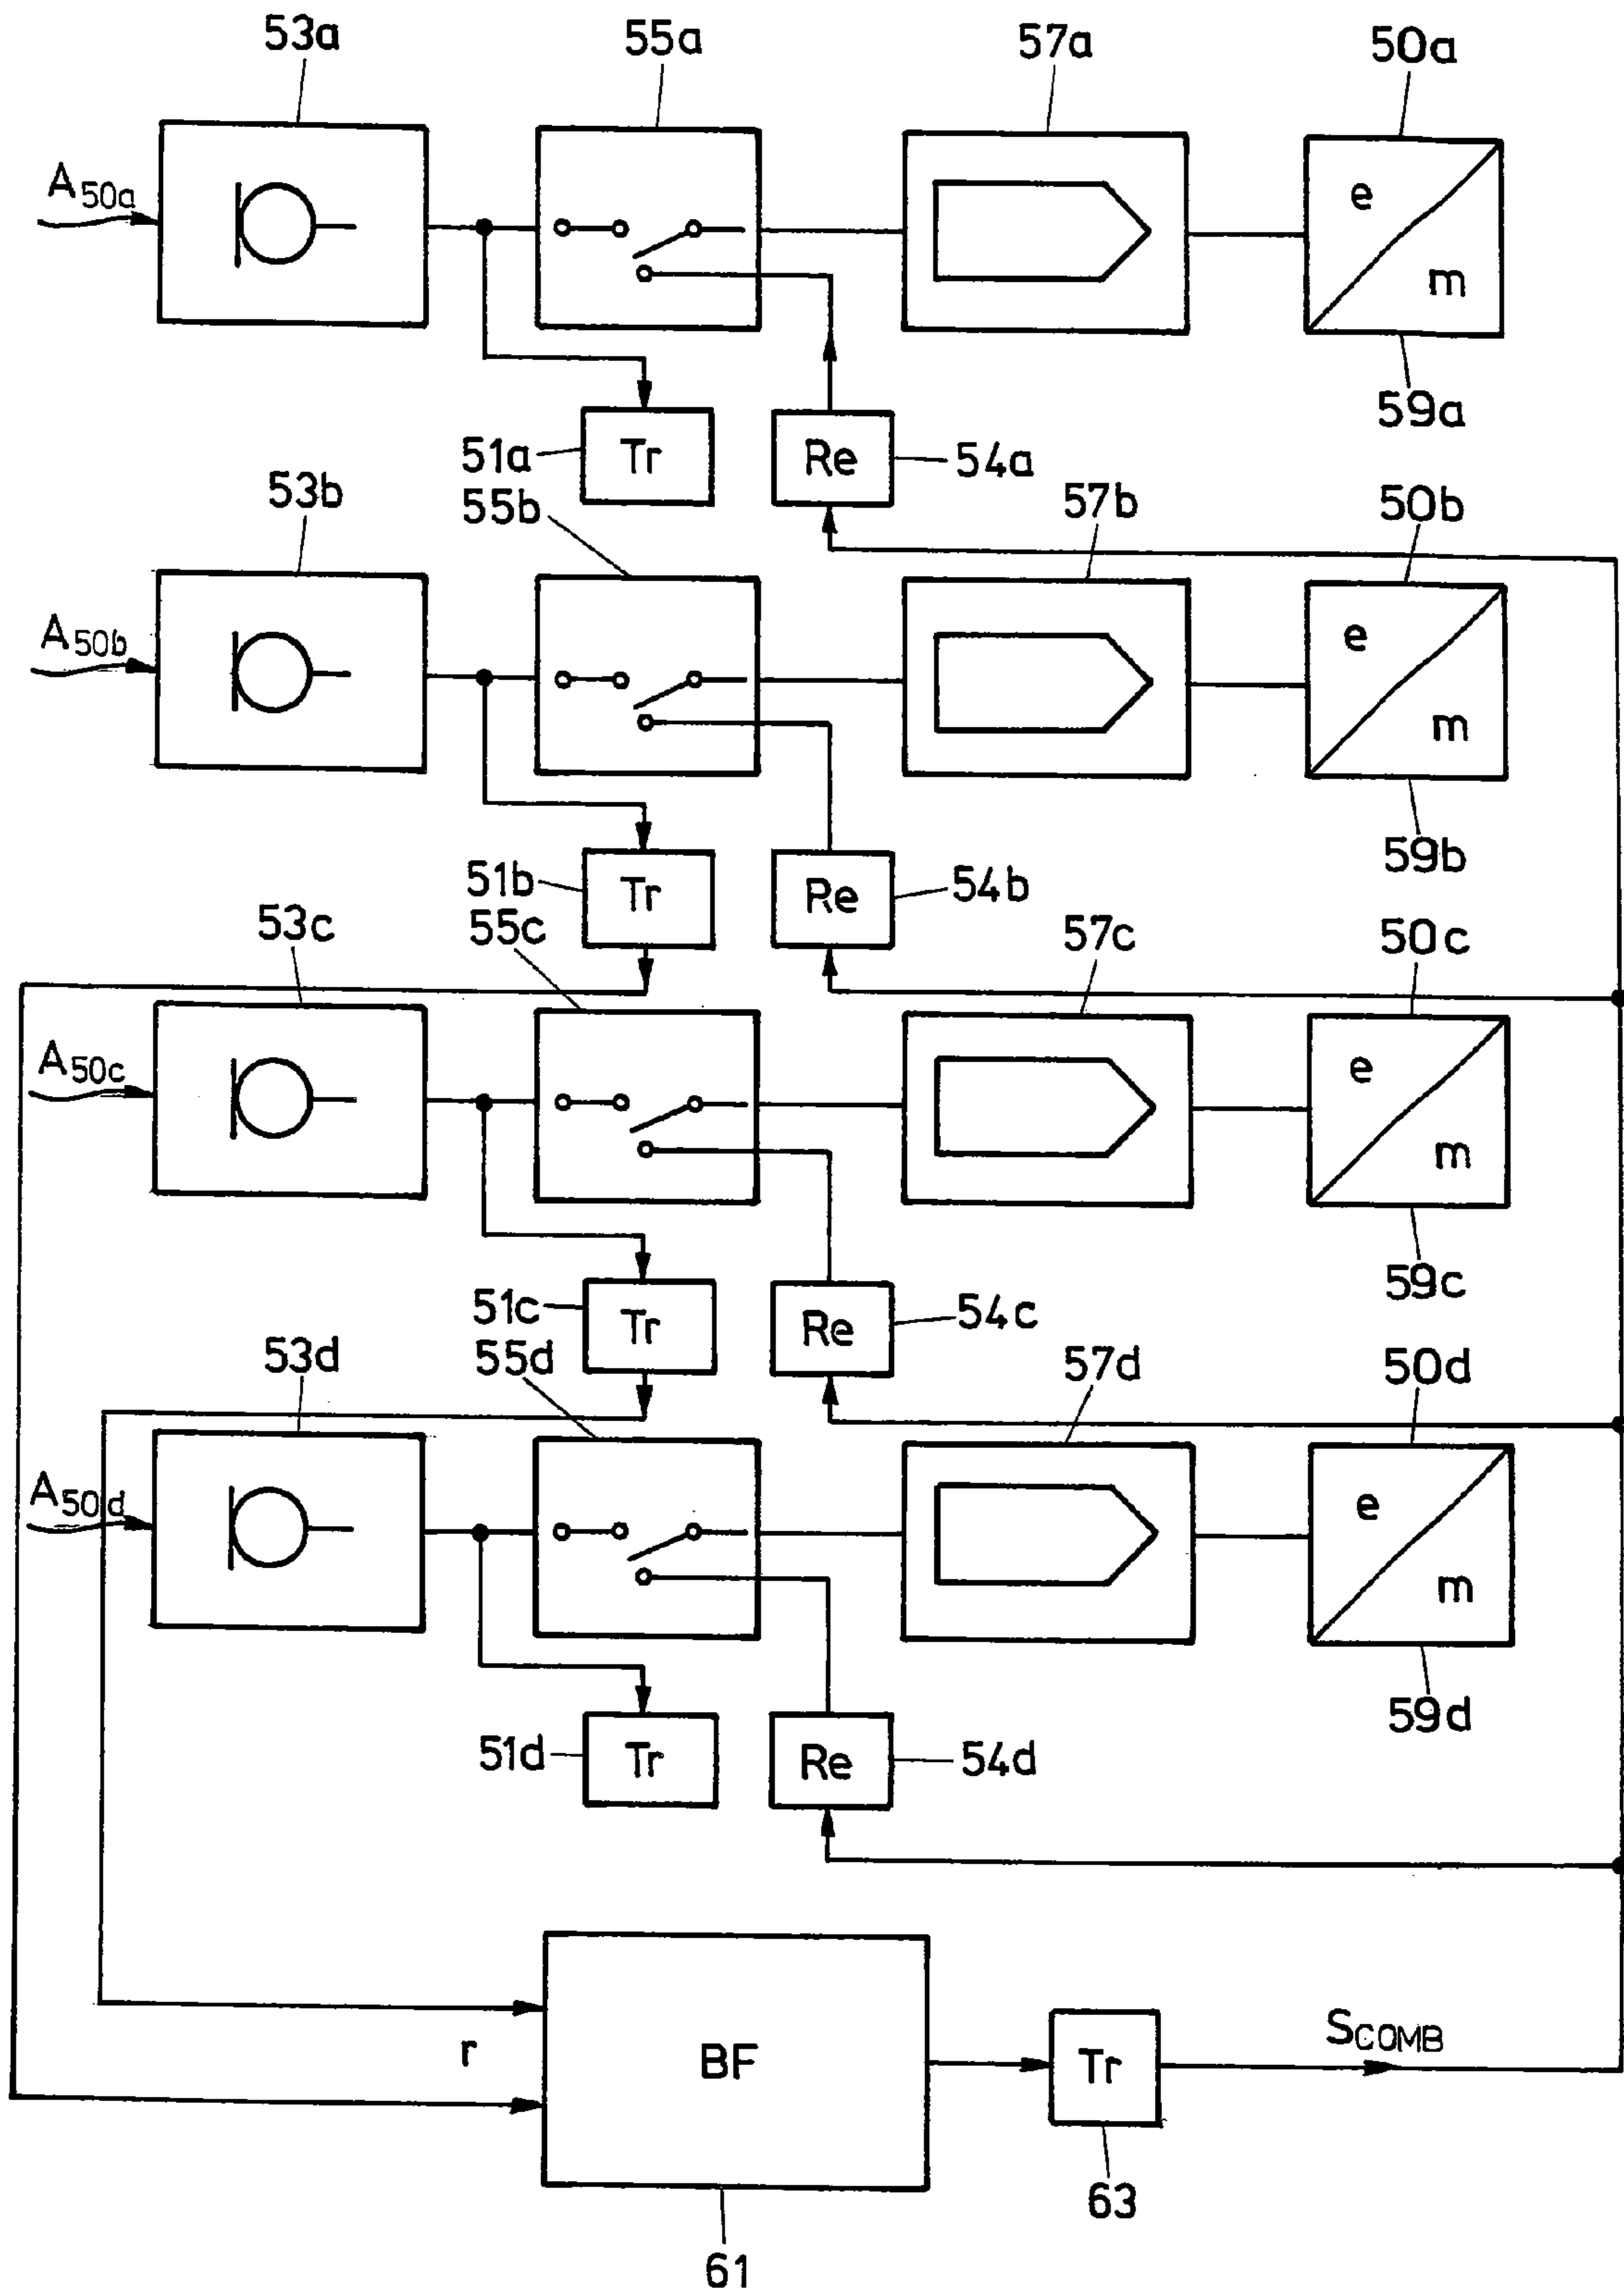 53a 55a 57a 50a
A50a
e
m
59a
51a Tr Re 54a
53b 55b 57b 50b
A50b
e
m
59b
51b Tr Re 54b
53c 55c 57c 50c
A50c
e
m
59c
51c Tr Re 54c
53d 55d 57d 50d
A50d
e
m
59d
51d Tr Re 54d
r BF Tr SCOMB
63
61